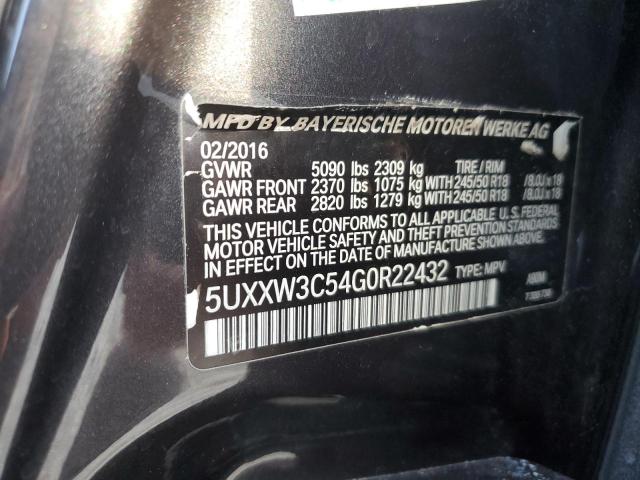 MFD BY BAYERISCHE MOTOREN WERKE AG
02/2016
GVWR 5090 lbs 2309 kg TIRE / RIM
GAWR FRONT 2370 lbs 1075 kg WITH 245/50 R18 / 8.0J x 18
GAWR REAR 2820 lbs 1279 kg WITH 245/50 R18 / 8.0J x 18
THIS VEHICLE CONFORMS TO ALL APPLICABLE U.S. FEDERAL
MOTOR VEHICLE SAFETY AND THEFT PREVENTION STANDARDS
IN EFFECT ON THE DATE OF MANUFACTURE SHOWN ABOVE.
5UXXW3C54G0R22432 TYPE: MPV